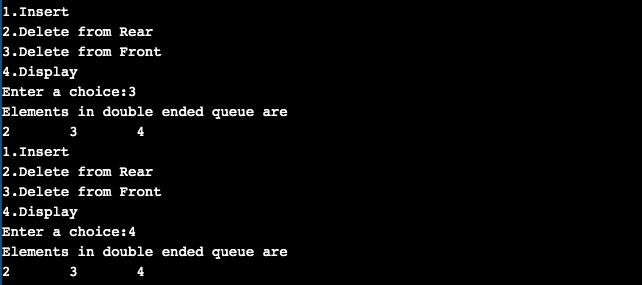 1.Insert
2.Delete from Rear
3.Delete from Front
4.Display
Enter a choice:3
Elements in double ended queue are
2       3       4
1.Insert
2.Delete from Rear
3.Delete from Front
4.Display
Enter a choice:4
Elements in double ended queue are
2       3       4